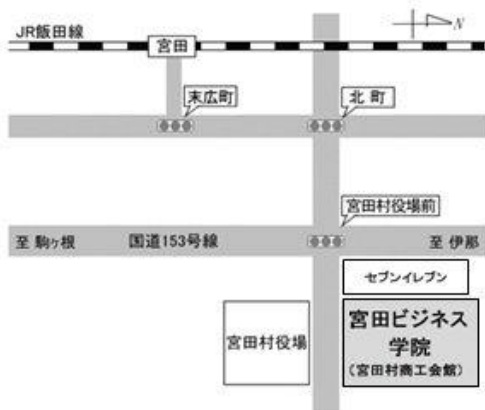 JR飯田線
N
宮田
末広町
北町
宮田村役場前
至 駒ヶ根
国道153号線
至 伊那
セブンイレブン
宮田村役場
宮田ビジネス
学院
(宮田村商工会館)